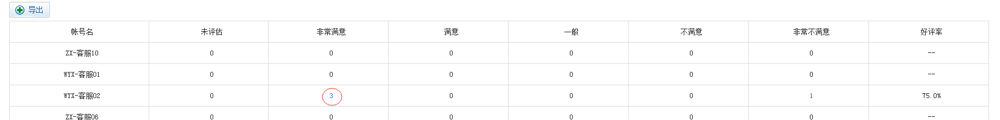 导出
帐号名 未评估 非常满意 满意 一般 不满意 非常不满意 好评率
ZX-客服10 0 0 0 0 0 0 --
WYX-客服01 0 0 0 0 0 0 --
WYX-客服02 0 3 0 0 0 1 75.0%
ZX-客服06 0 0 0 0 0 0 --